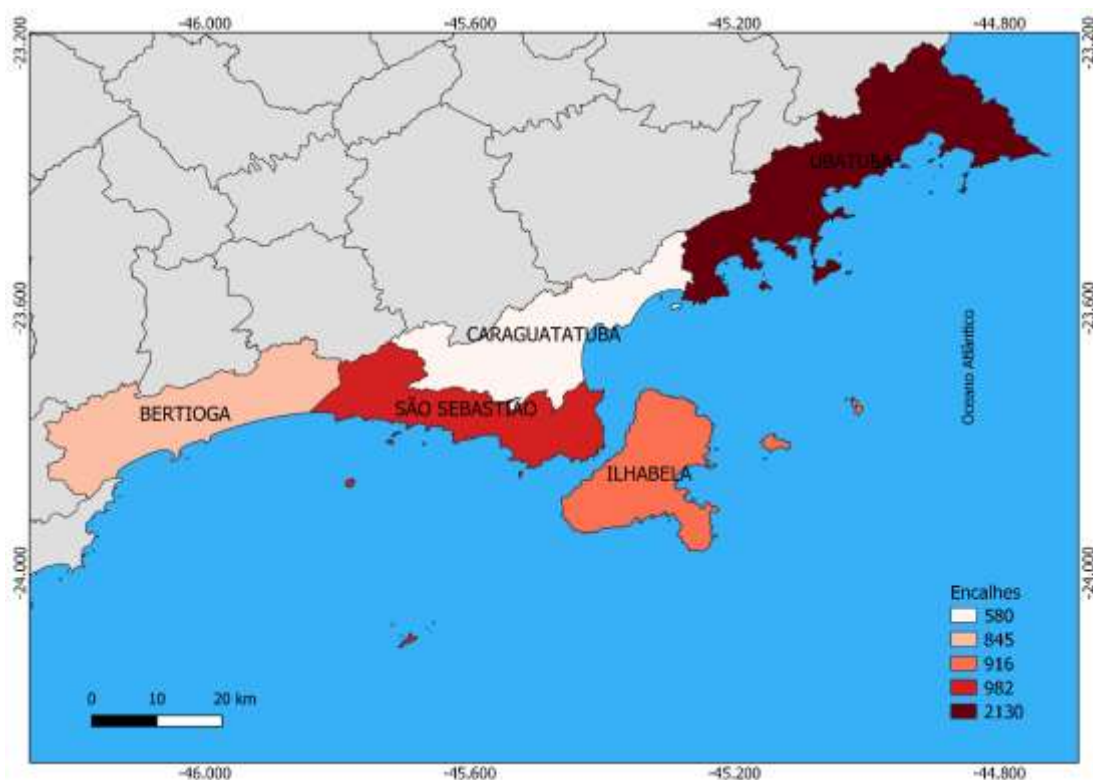 -46.000 -45.600 -45.200 -44.800
-23.200 -23.200
UBATUBA
-23.600 -23.600
CARAGUATATUBA
Oceano Atlântico
BERTIOGA
SÃO SEBASTIÃO
ILHABELA
-24.000 -24.000
Encalhes
580
845
916
982
2130
0 10 20 km
-46.000 -45.600 -45.200 -44.800